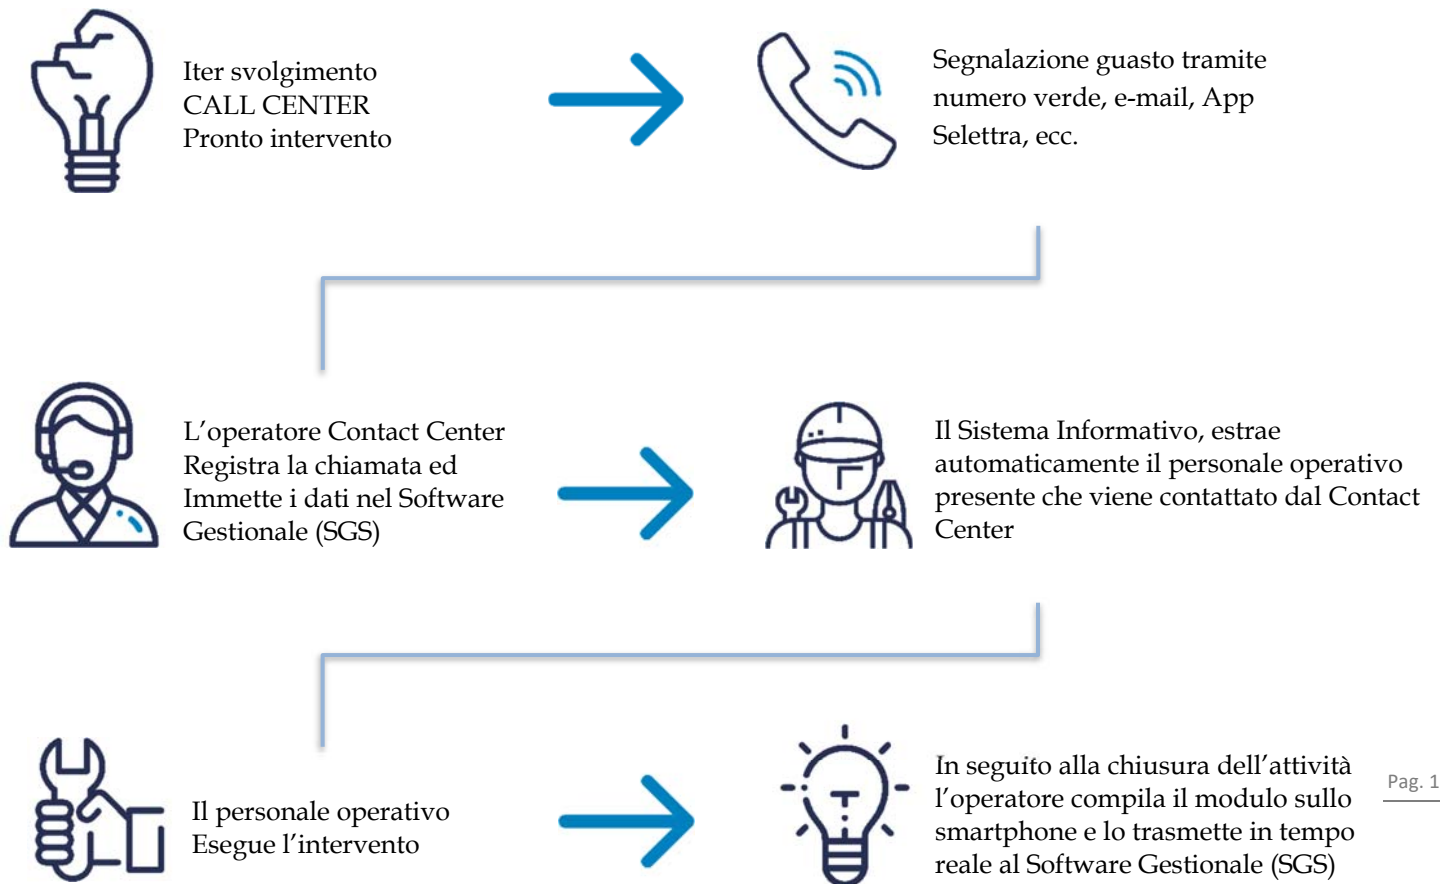 Iter svolgimento
CALL CENTER
Pronto intervento
Segnalazione guasto tramite
numero verde, e-mail, App
Selettra, ecc.
L’operatore Contact Center
Registra la chiamata ed
Immette i dati nel Software
Gestionale (SGS)
Il Sistema Informativo, estrae
automaticamente il personale operativo
presente che viene contattato dal Contact
Center
Il personale operativo
Esegue l’intervento
In seguito alla chiusura dell’attività
l’operatore compila il modulo sullo
smartphone e lo trasmette in tempo
reale al Software Gestionale (SGS)
Pag. 1